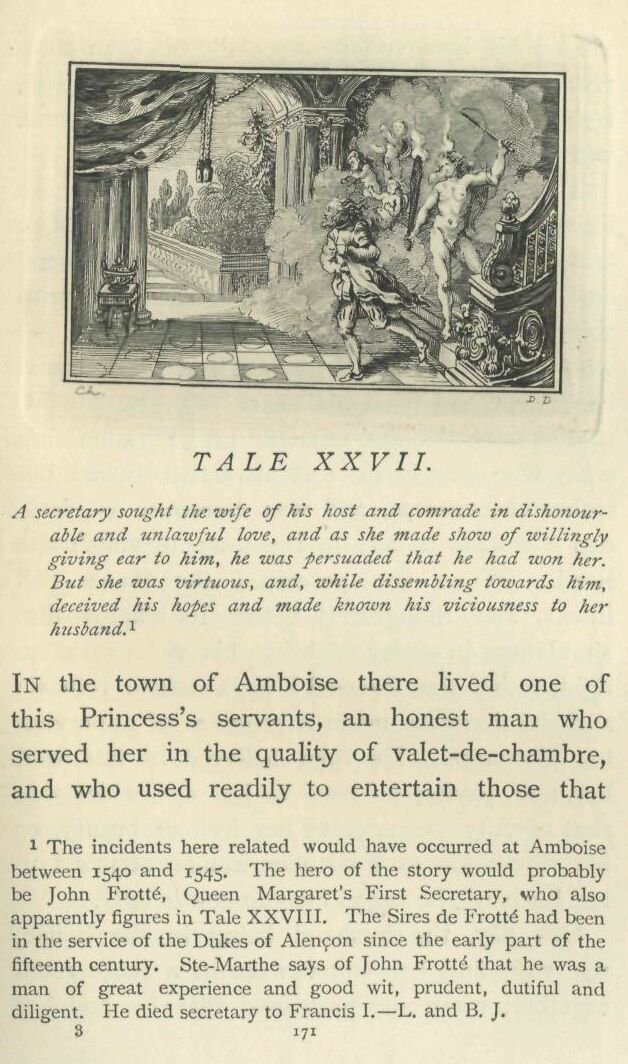 Ch.
D. D
TALE XXVII.
A secretary sought the wife of his host and comrade in dishonour-
able and unlawful love, and as she made show of willingly
giving ear to him, he was persuaded that he had won her.
But she was virtuous, and, while dissembling towards him,
deceived his hopes and made known his viciousness to her
husband.¹
IN the town of Amboise there lived one of
this Princess's servants, an honest man who
served her in the quality of valet-de-chambre,
and who used readily to entertain those that
¹ The incidents here related would have occurred at Amboise
between 1540 and 1545. The hero of the story would probably
be John Frotté, Queen Margaret's First Secretary, who also
apparently figures in Tale XXVIII. The Sires de Frotté had been
in the service of the Dukes of Alençon since the early part of the
fifteenth century. Ste-Marthe says of John Frotté that he was a
man of great experience and good wit, prudent, dutiful and
diligent. He died secretary to Francis I.—L. and B. J.
3
171